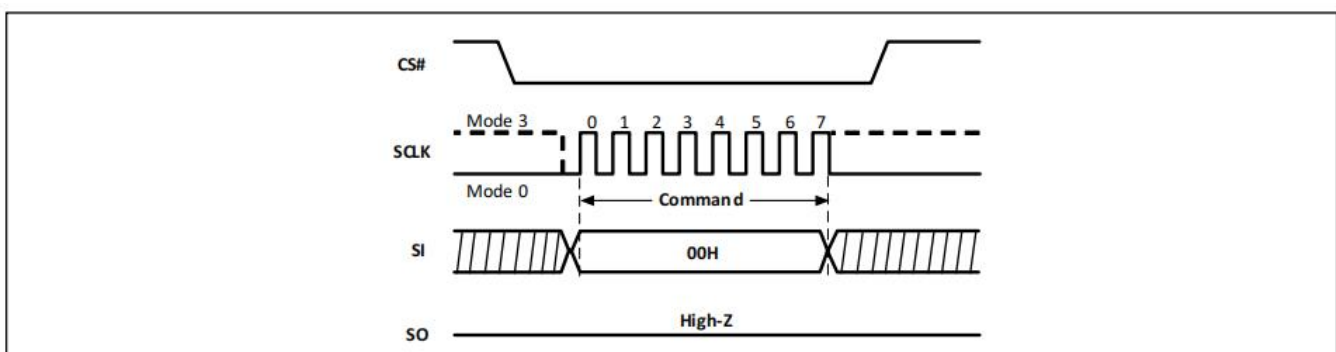 CS#
Mode 3
0 1 2 3 4 5 6 7
SCLK
Mode 0
Command
SI
00H
High-Z
SO